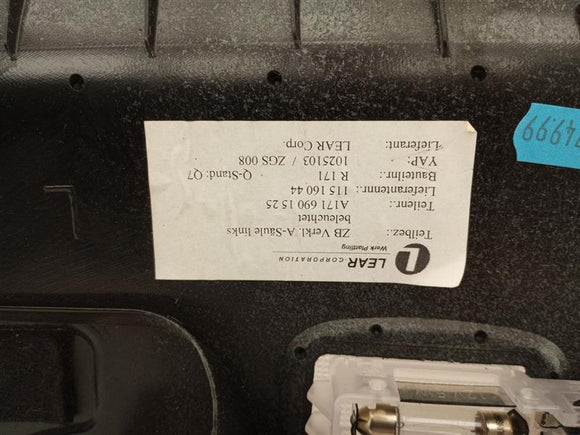 LEAR CORPORATION
Werk Plattling
Teilbez.: ZB Verkl. A-Säule links
beleuchtet
Teilenr.: A171 690 15 25
Lieferantennr.: 115 160 44
Bauteilnr.: R 171 Q-Stand: Q7
YAP: 1025103 / ZGS 008
Lieferant: LEAR Corp.
L